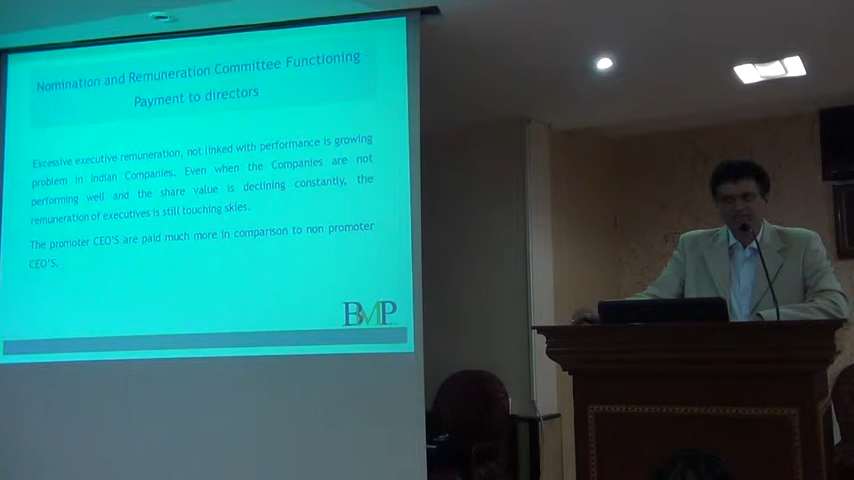 Nomination and Remuneration Committee Functioning -
Payment to directors
Excessive executive remuneration, not linked with performance is growing
problem in Indian Companies. Even when the Companies are not
performing well and the share value is declining constantly, the
remuneration of executives is still touching skies.
The promoter CEO'S are paid much more in comparison to non promoter
CEO'S.
BMP